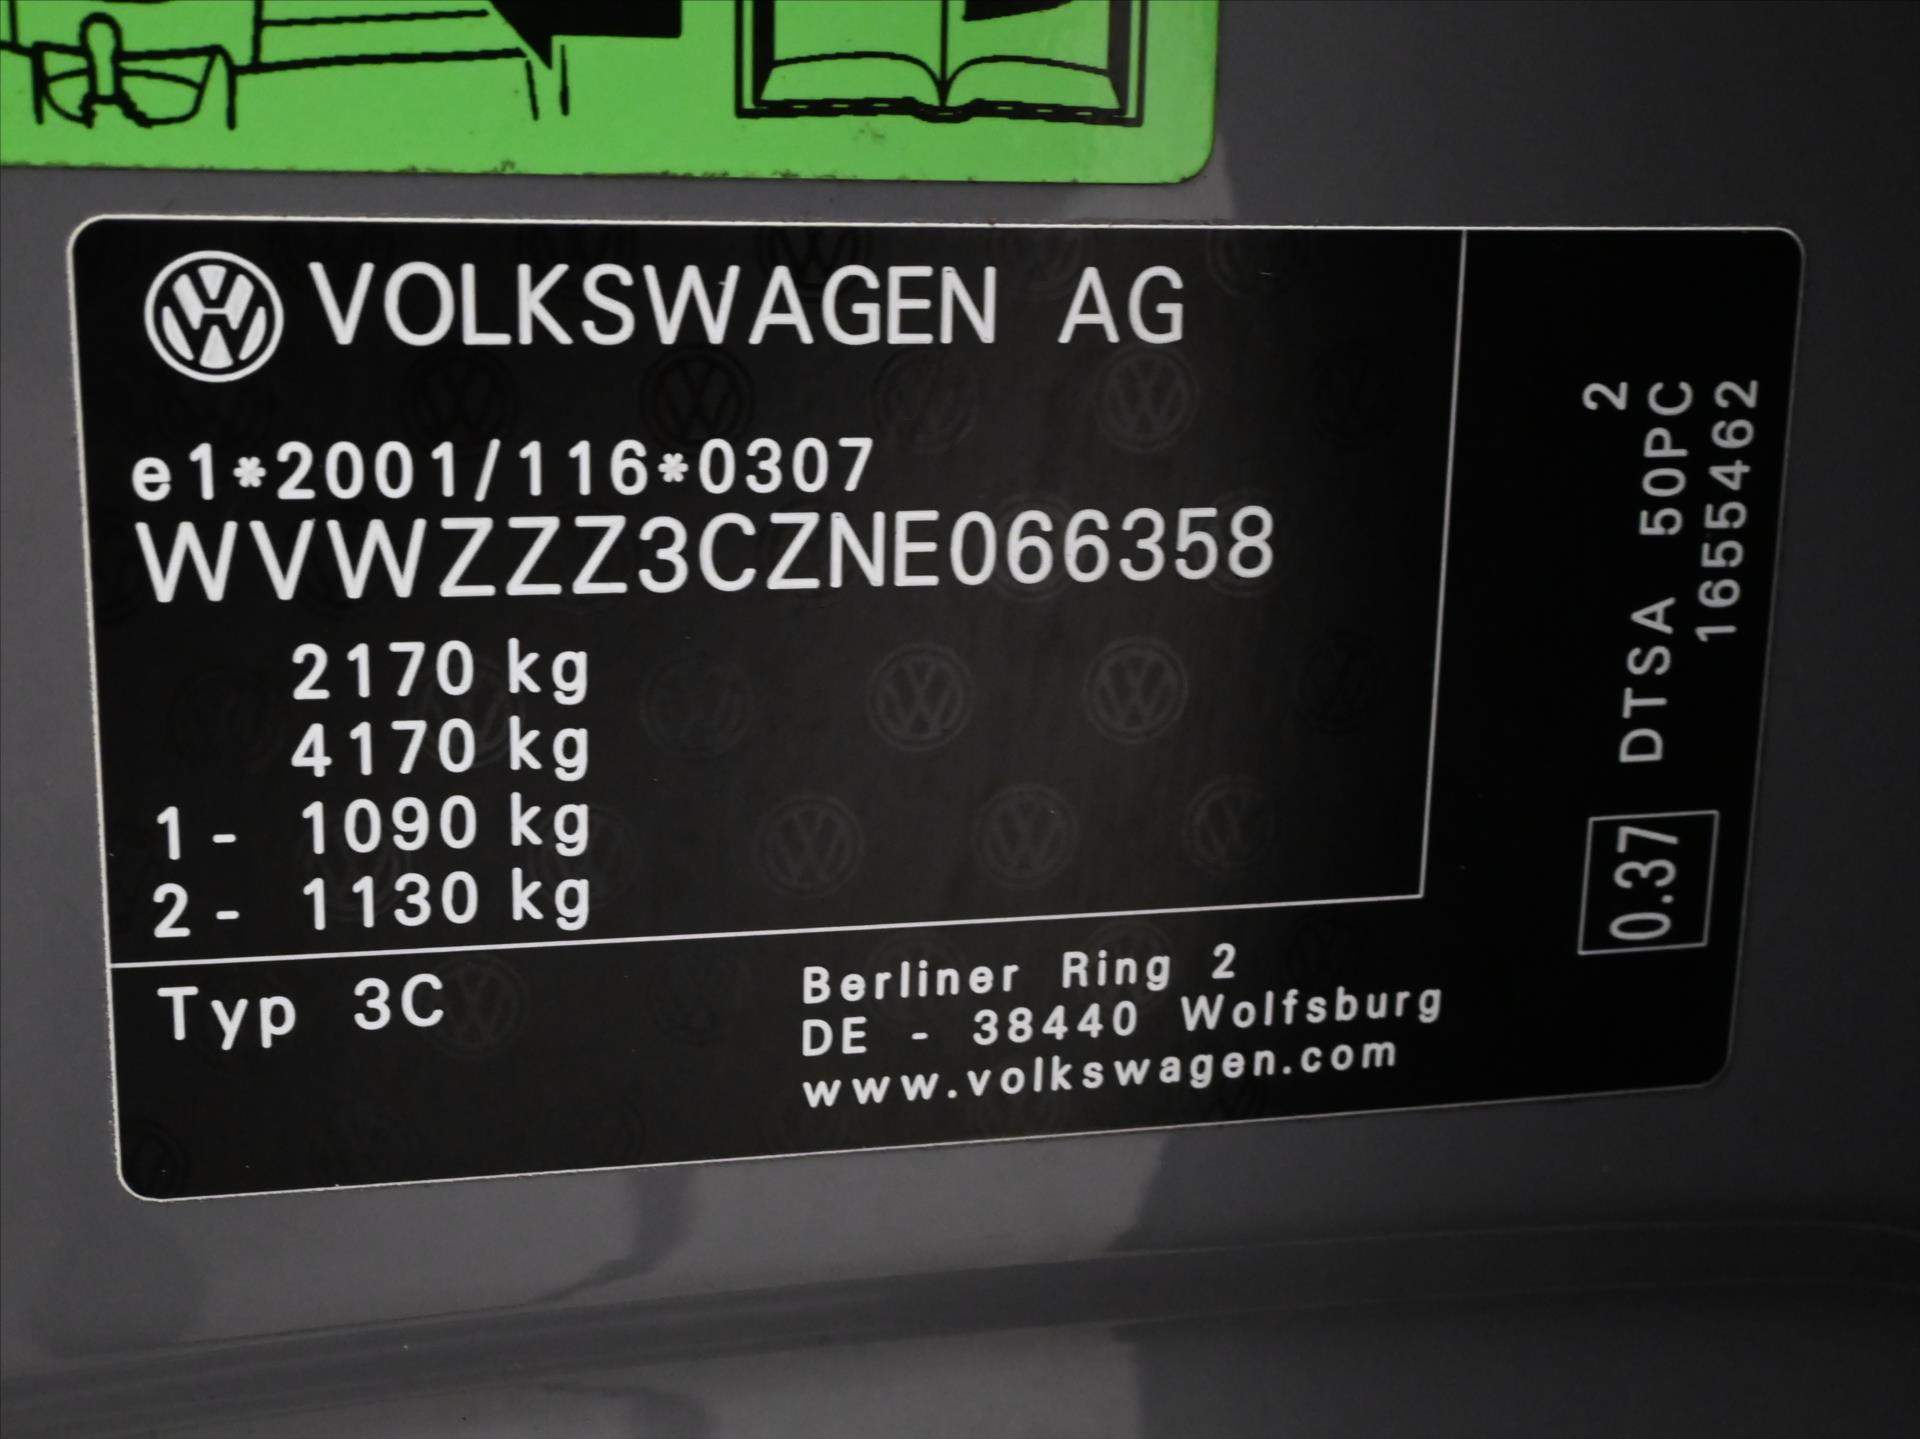 VOLKSWAGEN AG
e1*2001/116*0307
WVWZZZ3CZNE066358
2170 kg
4170 kg
1 - 1090 kg
2 - 1130 kg
Typ 3C
Berliner Ring 2
DE - 38440 Wolfsburg
www.volkswagen.com
2
0.37 DTSA 50PC
1655462